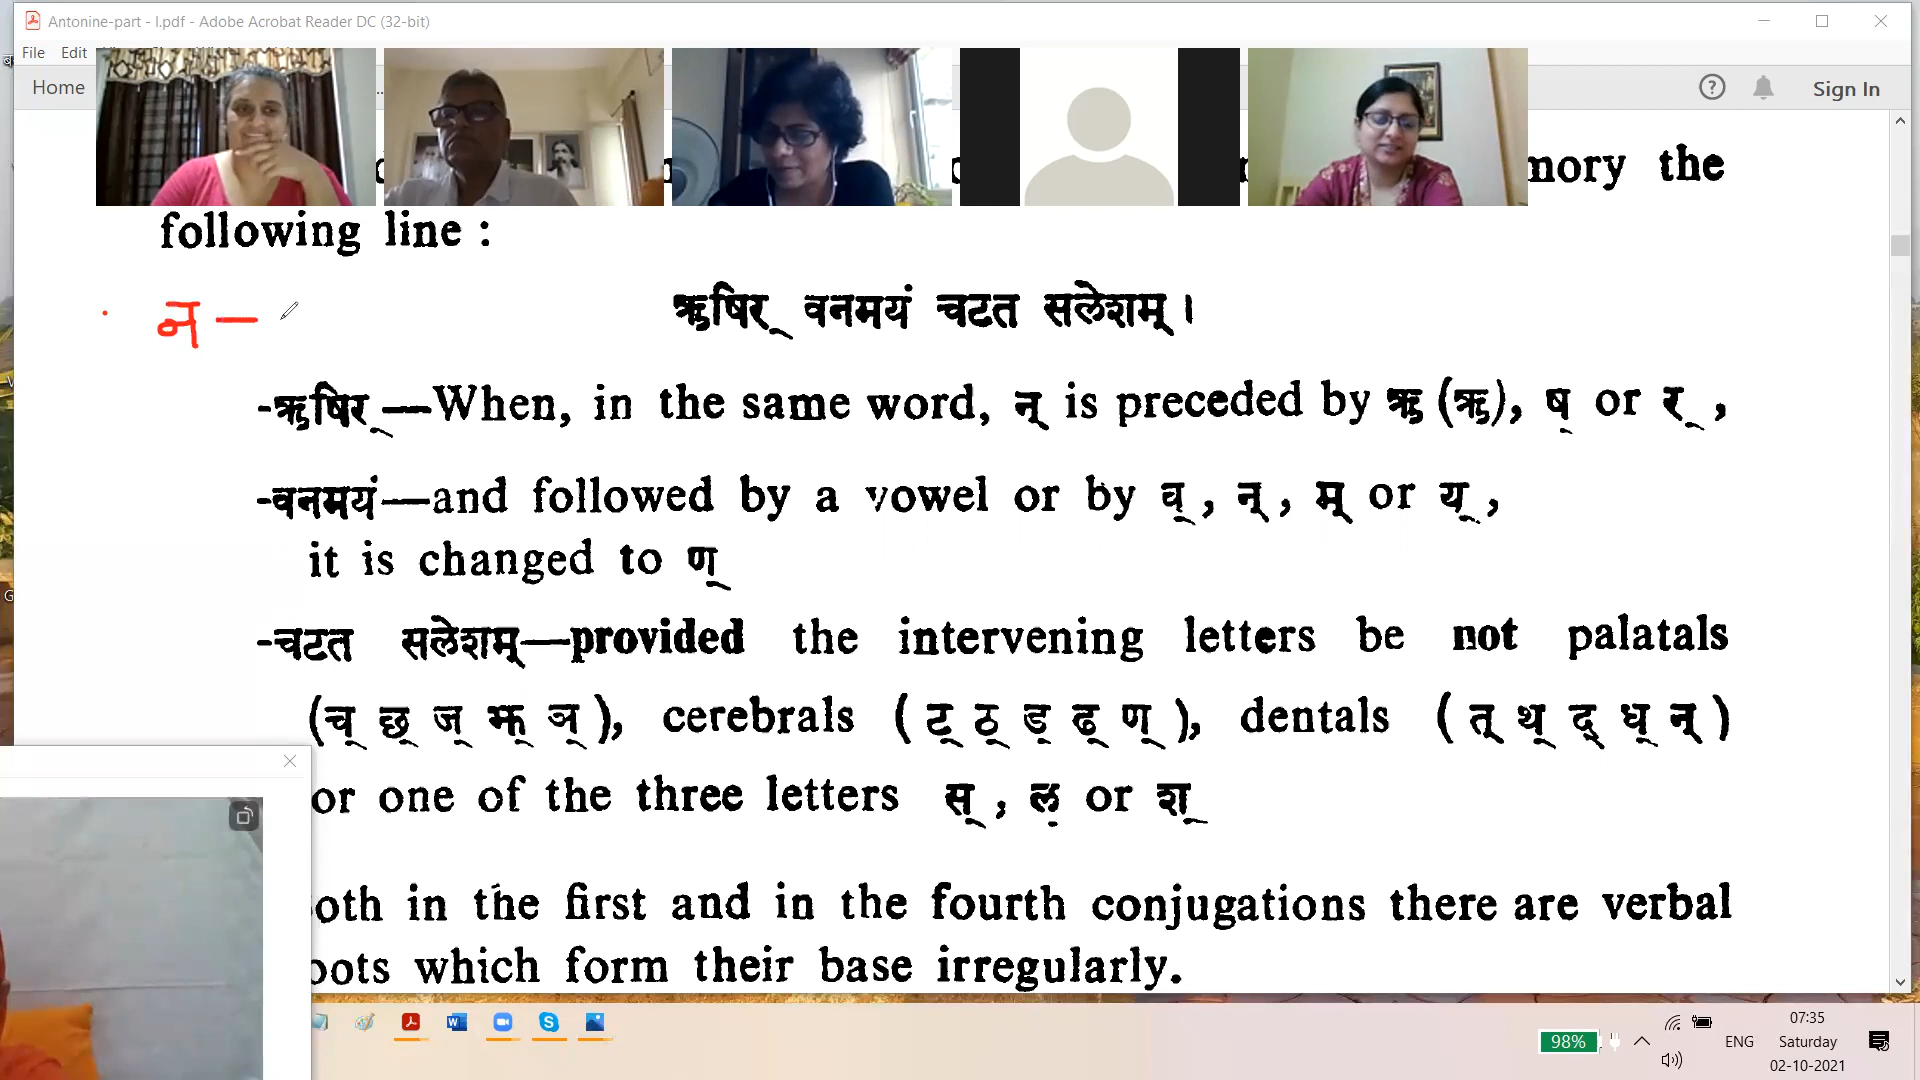 Antonine-part - I.pdf - Adobe Acrobat Reader DC (32-bit)
File Edit
Home
Sign In
mory the
following line :
न —
ऋषिर् वनमयं चटत सलेशम् ।
-ऋषिर्—When, in the same word, न् is preceded by ऋ (ऋ), ष् or र्,
-वनमयं—and followed by a vowel or by व्, न्, म् or य्,
it is changed to ण्
-चटत सलेशम्—provided the intervening letters be not palatals
(च् छ् ज् झ् ञ्), cerebrals (ट् ठ् ड् ढ् ण्), dentals (त् थ् द् ध् न्)
or one of the three letters स्, ल् or श्
oth in the first and in the fourth conjugations there are verbal
oots which form their base irregularly.
98%
ENG
07:35
Saturday
02-10-2021